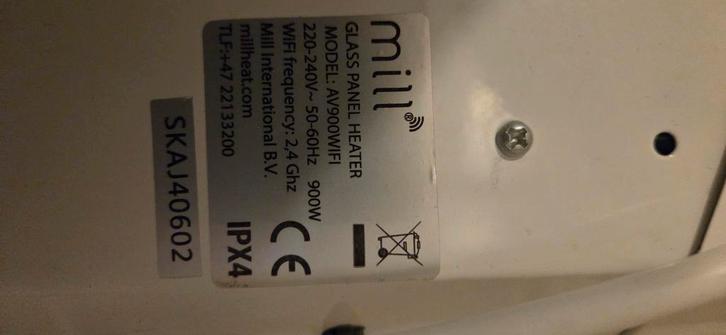 mill®
GLASS PANEL HEATER
MODEL: AV900WIFI
220-240V~ 50-60Hz 900W
WiFi frequency: 2,4 Ghz
Mill International B.V.
millheat.com
TLF:+47 22133200
CE
IPX4
SKAJ40602